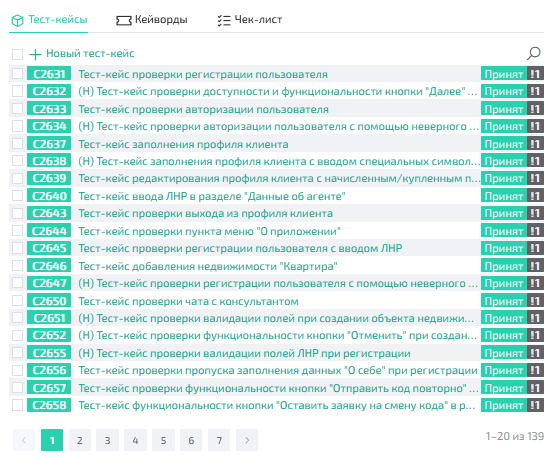 Тест-кейсы Кейворды Чек-лист
Новый тест-кейс
C2631 Тест-кейс проверки регистрации пользователя Принят !1
C2632 (Н) Тест-кейс проверки доступности и функциональности кнопки "Далее" ... Принят !1
C2633 Тест-кейс проверки авторизации пользователя Принят !1
C2634 (Н) Тест-кейс проверки авторизации пользователя с помощью неверного ... Принят !1
C2637 Тест-кейс заполнения профиля клиента Принят !1
C2638 (Н) Тест-кейс заполнения профиля клиента с вводом специальных символ... Принят !1
C2639 Тест-кейс редактирования профиля клиента с начисленным/купленным п... Принят !1
C2640 Тест-кейс ввода ЛНР в разделе "Данные об агенте" Принят !1
C2643 Тест-кейс проверки выхода из профиля клиента Принят !1
C2644 Тест-кейс проверки пункта меню "О приложении" Принят !1
C2645 Тест-кейс проверки регистрации пользователя с вводом ЛНР Принят !1
C2646 Тест-кейс добавления недвижимости "Квартира" Принят !1
C2647 (Н) Тест-кейс проверки регистрации пользователя с помощью неверного ... Принят !1
C2650 Тест-кейс проверки чата с консультантом Принят !1
C2651 (Н) Тест-кейс проверки валидации полей при создании объекта недвижи... Принят !1
C2652 (Н) Тест-кейс проверки функциональности кнопки "Отменить" при создан... Принят !1
C2655 (Н) Тест-кейс проверки валидации полей ЛНР при регистрации Принят !1
C2656 Тест-кейс проверки пропуска заполнения данных "О себе" при регистрации Принят !1
C2657 Тест-кейс проверки функциональности кнопки "Отправить код повторно" ... Принят !1
C2658 Тест-кейс функциональности кнопки "Оставить заявку на смену кода" в р... Принят !1
1 2 3 4 5 6 7 1–20 из 139